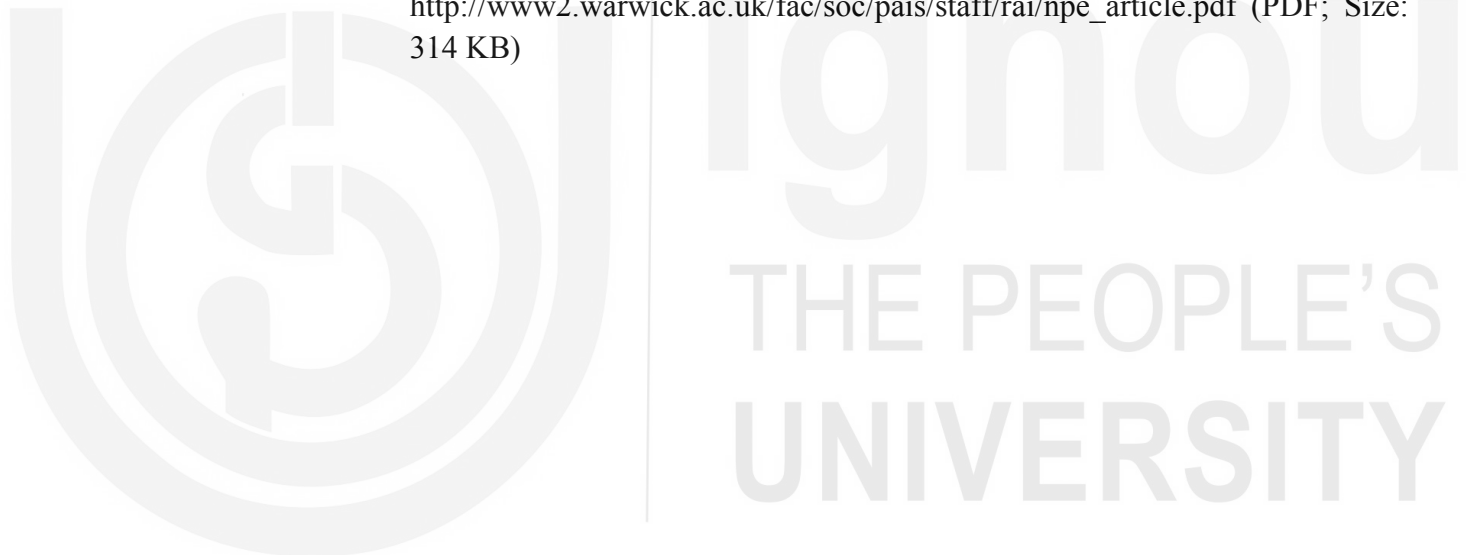 http://www2.warwick.ac.uk/fac/soc/pais/staff/rai/npe_article.pdf (PDF; Size:
314 KB)
ignou
THE PEOPLE'S
UNIVERSITY